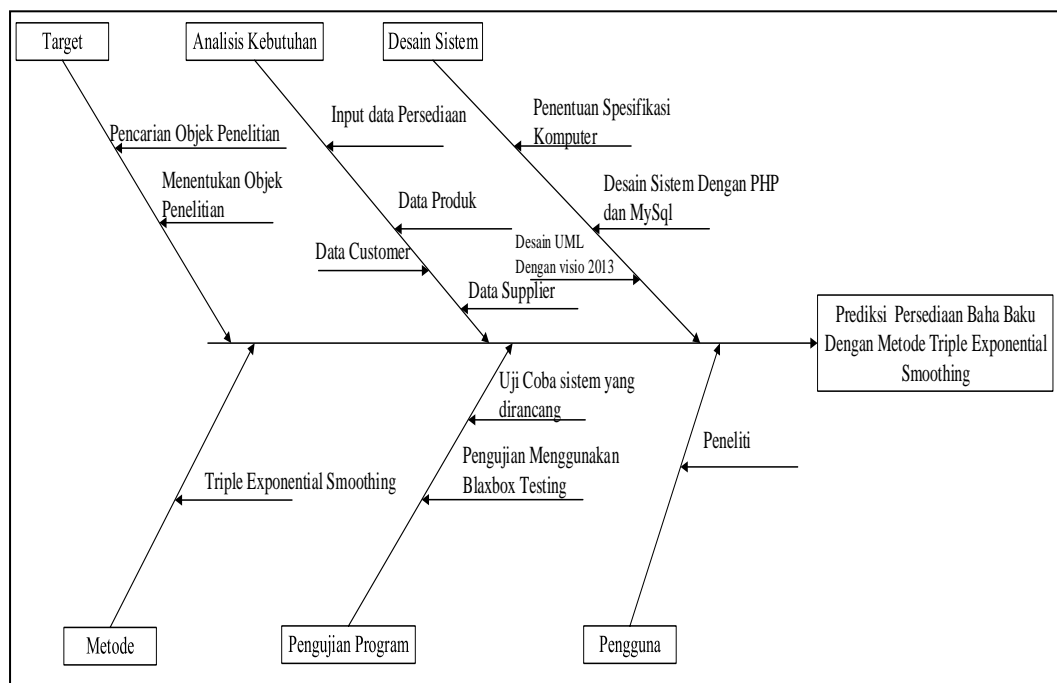 Target
Analisis Kebutuhan
Desain Sistem
Pencarian Objek Penelitian
Menentukan Objek
Penelitian
Input data Persediaan
Data Produk
Data Customer
Data Supplier
Penentuan Spesifikasi
Komputer
Desain Sistem Dengan PHP
dan MySql
Desain UML
Dengan visio 2013
Prediksi Persediaan Baha Baku
Dengan Metode Triple Exponential
Smoothing
Triple Exponential Smoothing
Uji Coba sistem yang
dirancang
Pengujian Menggunakan
Blaxbox Testing
Peneliti
Metode
Pengujian Program
Pengguna